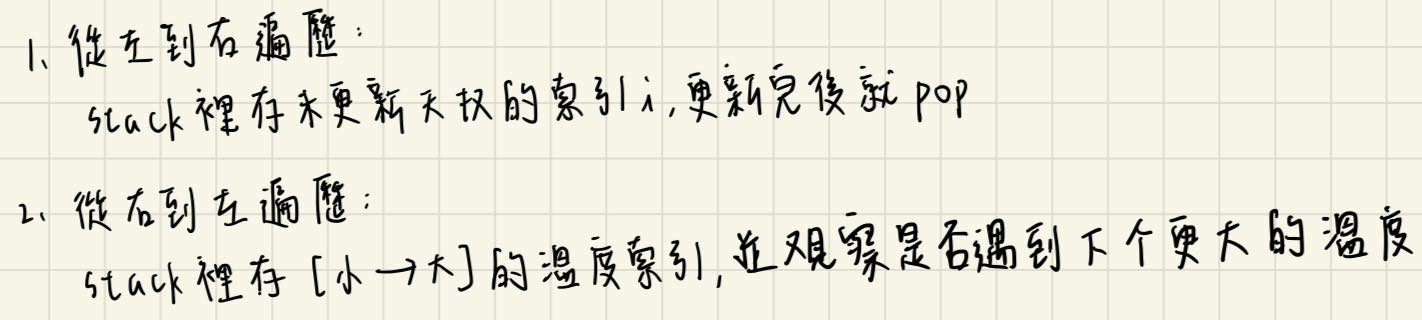 1、從左到右遍歷：
stack裡存未更新天数的索引i，更新完後就pop
2、從右到左遍歷：
stack裡存[小→大]的溫度索引，並观察是否遇到下个更大的溫度